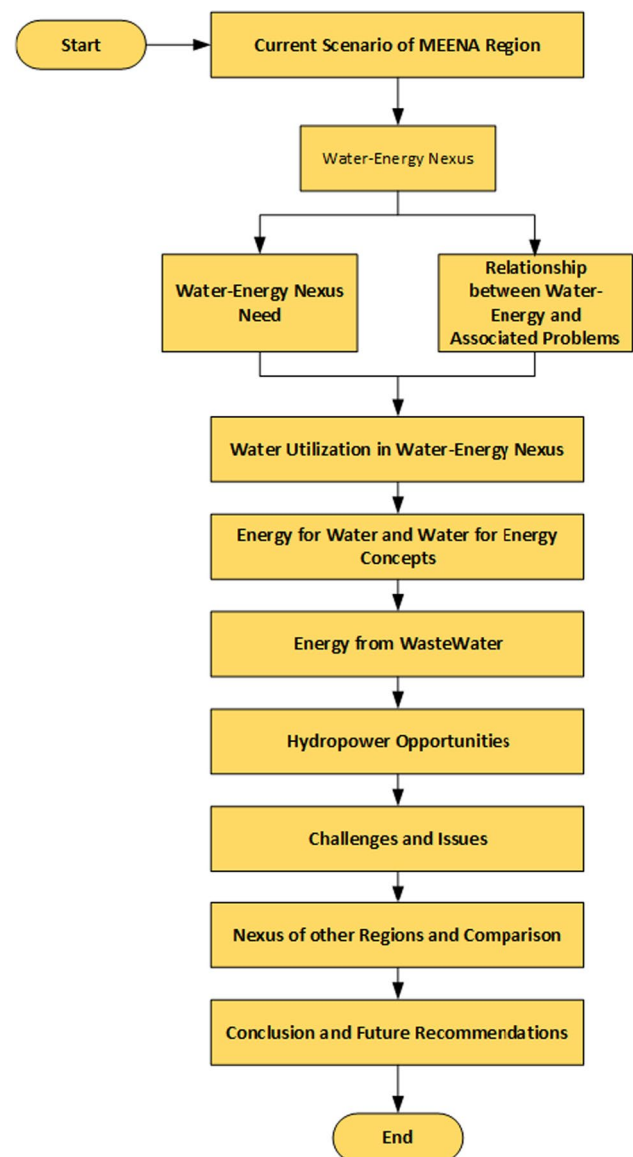 Start
Current Scenario of MEENA Region
Water-Energy Nexus
Water-Energy Nexus
Need
Relationship
between Water-
Energy and
Associated Problems
Water Utilization in Water-Energy Nexus
Energy for Water and Water for Energy
Concepts
Energy from WasteWater
Hydropower Opportunities
Challenges and Issues
Nexus of other Regions and Comparison
Conclusion and Future Recommendations
End